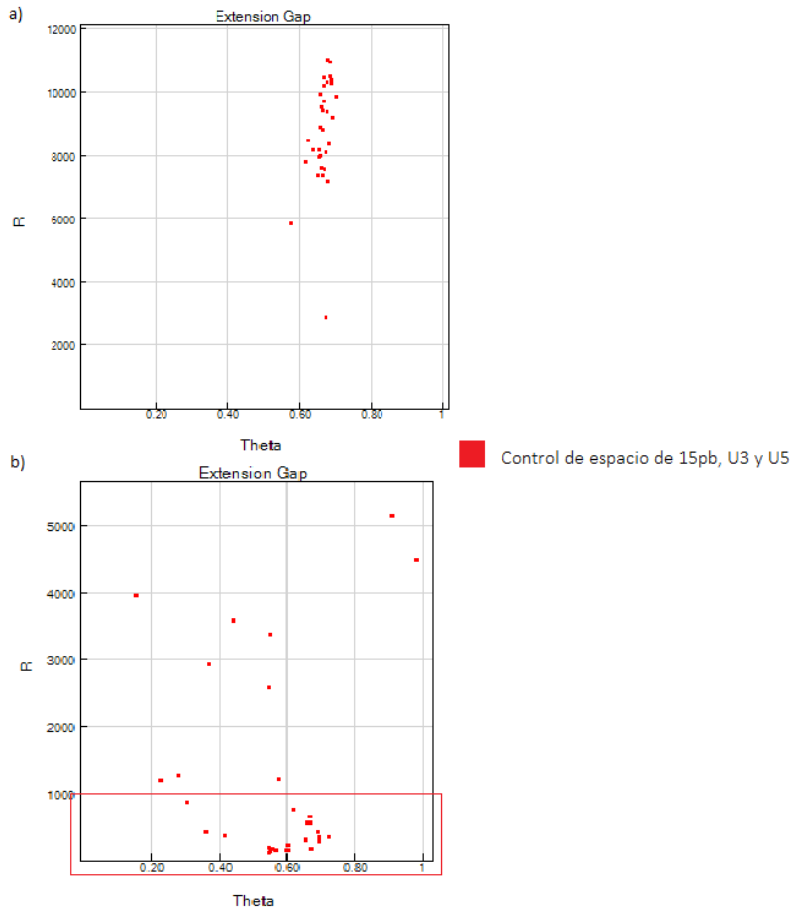 a)
Extension Gap
12000
10000
8000
6000
4000
2000
R
0.20 0.40 0.60 0.80 1
Theta
Control de espacio de 15pb, U3 y U5
b)
Extension Gap
5000
4000
3000
2000
1000
R
0.20 0.40 0.60 0.80 1
Theta